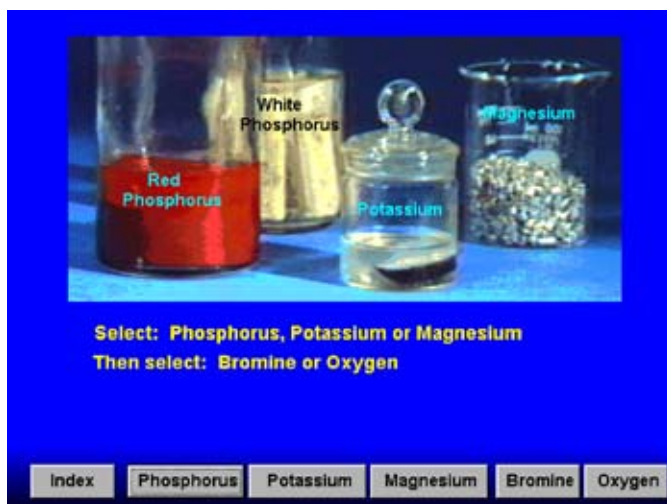 White
Phosphorus
Magnesium
Red
Phosphorus
Potassium
Select: Phosphorus, Potassium or Magnesium
Then select: Bromine or Oxygen
Index Phosphorus Potassium Magnesium Bromine Oxygen